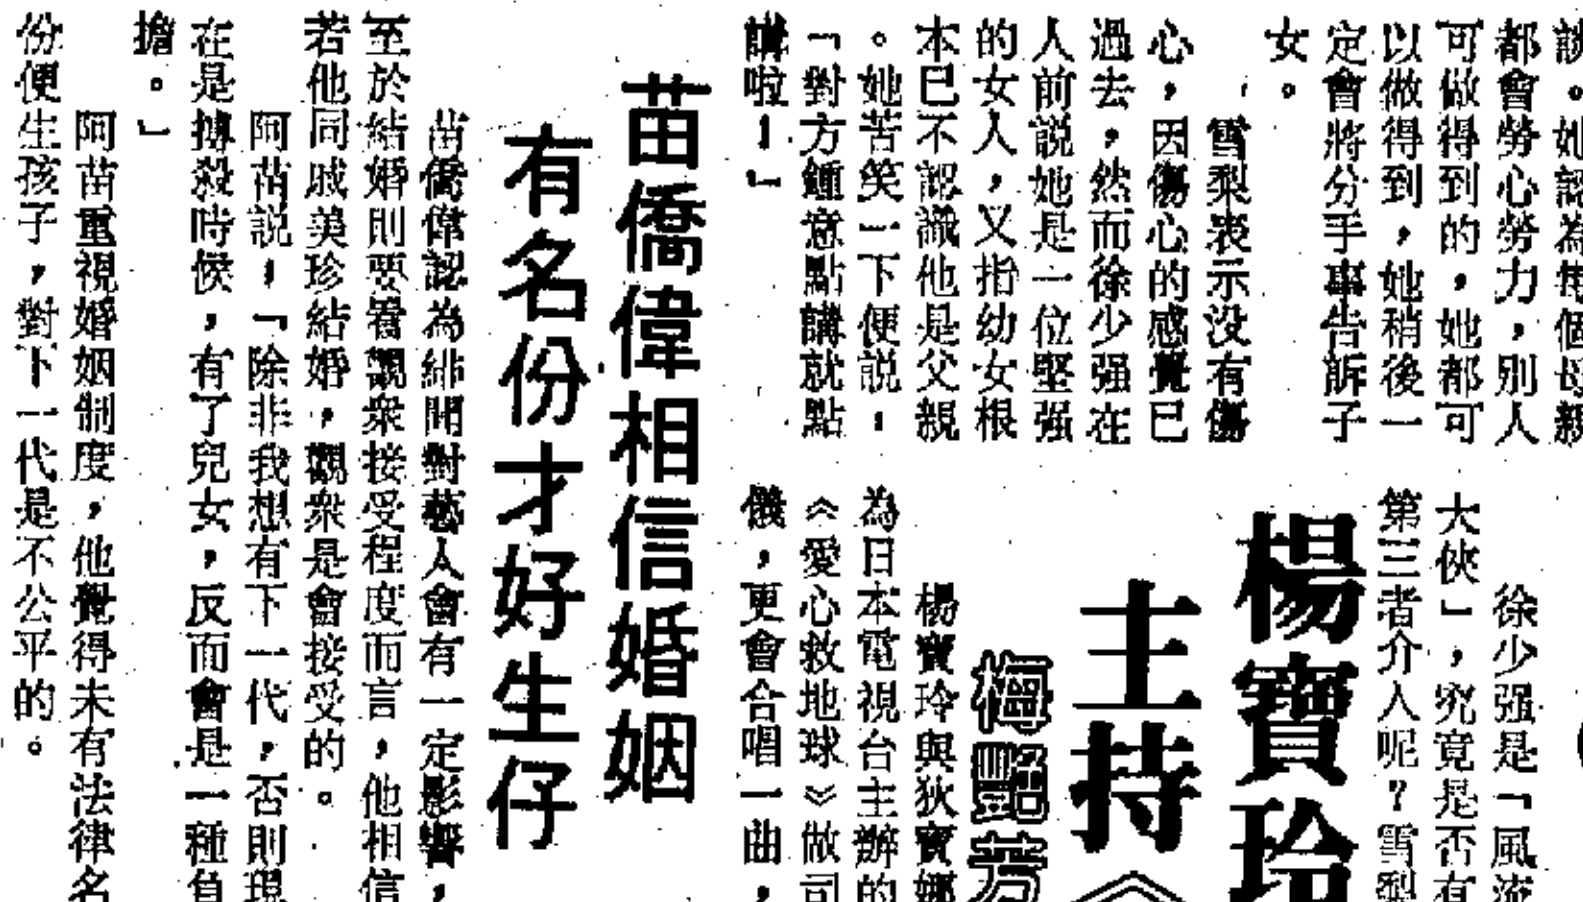 談。她認為每個母親
都會勞心勞力，別人
可做得到的，她都可
以做得到，她稍後一
定會將分手事告訴子
女。
雪梨表示没有傷
心，因傷心的感覺已
過去，然而徐少强在
人前説她是一位堅强
的女人，又指幼女根
本已不認識他是父親
。她苦笑一下便説：
「對方鍾意點講就點
講啦！」
徐少强是「風流
大俠」，究竟是否有
第三者介入呢？雪梨
楊寶玲
主持《
梅艷芳
楊寶玲與狄寶娜
為日本電視台主辦的
《愛心救地球》做司
儀，更會合唱一曲，
苗僑偉相信婚姻
有名份才好生仔
苗僑偉認為緋聞對藝人會有一定影響，
至於結婚則要看觀衆接受程度而言，他相信
若他同戚美珍結婚，觀衆是會接受的。
阿苗説：「除非我想有下一代，否則現
在是搏殺時候，有了兒女，反而會是一種負
擔。」
阿苗重視婚姻制度，他覺得未有法律名
份便生孩子，對下一代是不公平的。